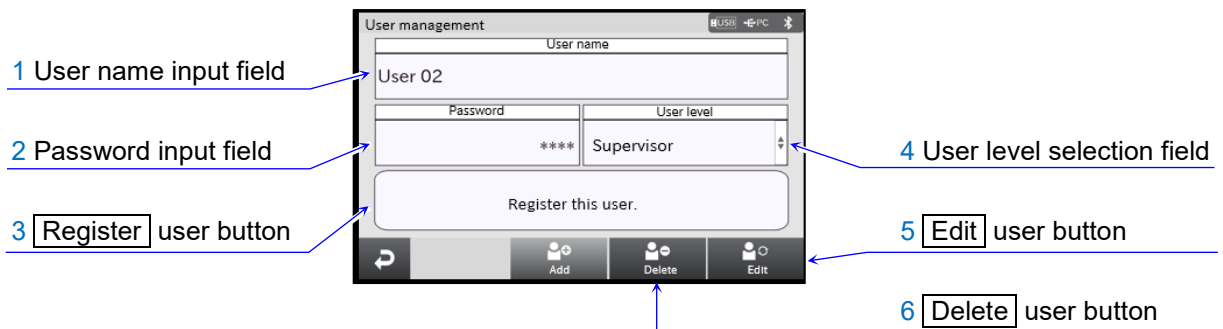 User management
USB PC
User name
1 User name input field
User 02
Password
User level
2 Password input field
****
Supervisor
4 User level selection field
3 Register user button
Register this user.
5 Edit user button
Add
Delete
Edit
6 Delete user button